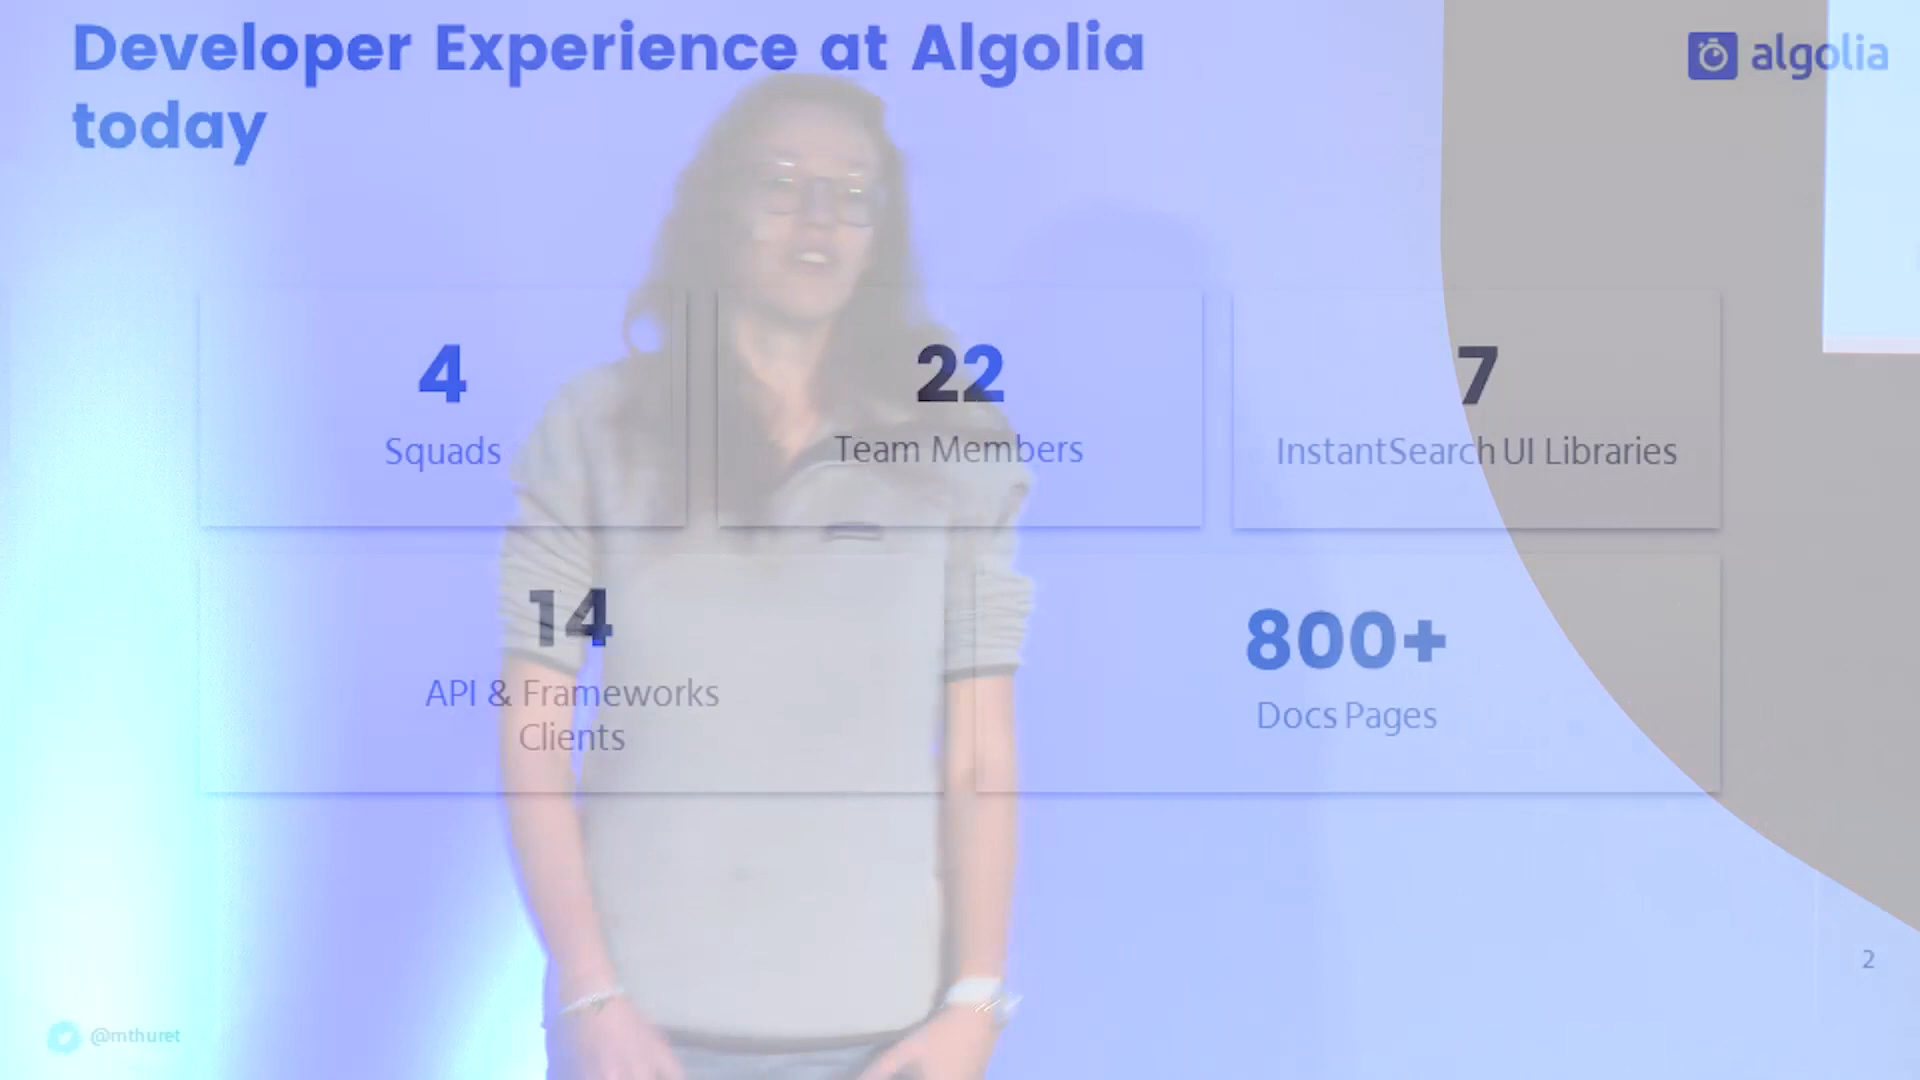 Developer Experience at Algolia
today
algolia
4
Squads
22
Team Members
7
InstantSearch UI Libraries
14
API & Frameworks
Clients
800+
Docs Pages
2
@mthuret